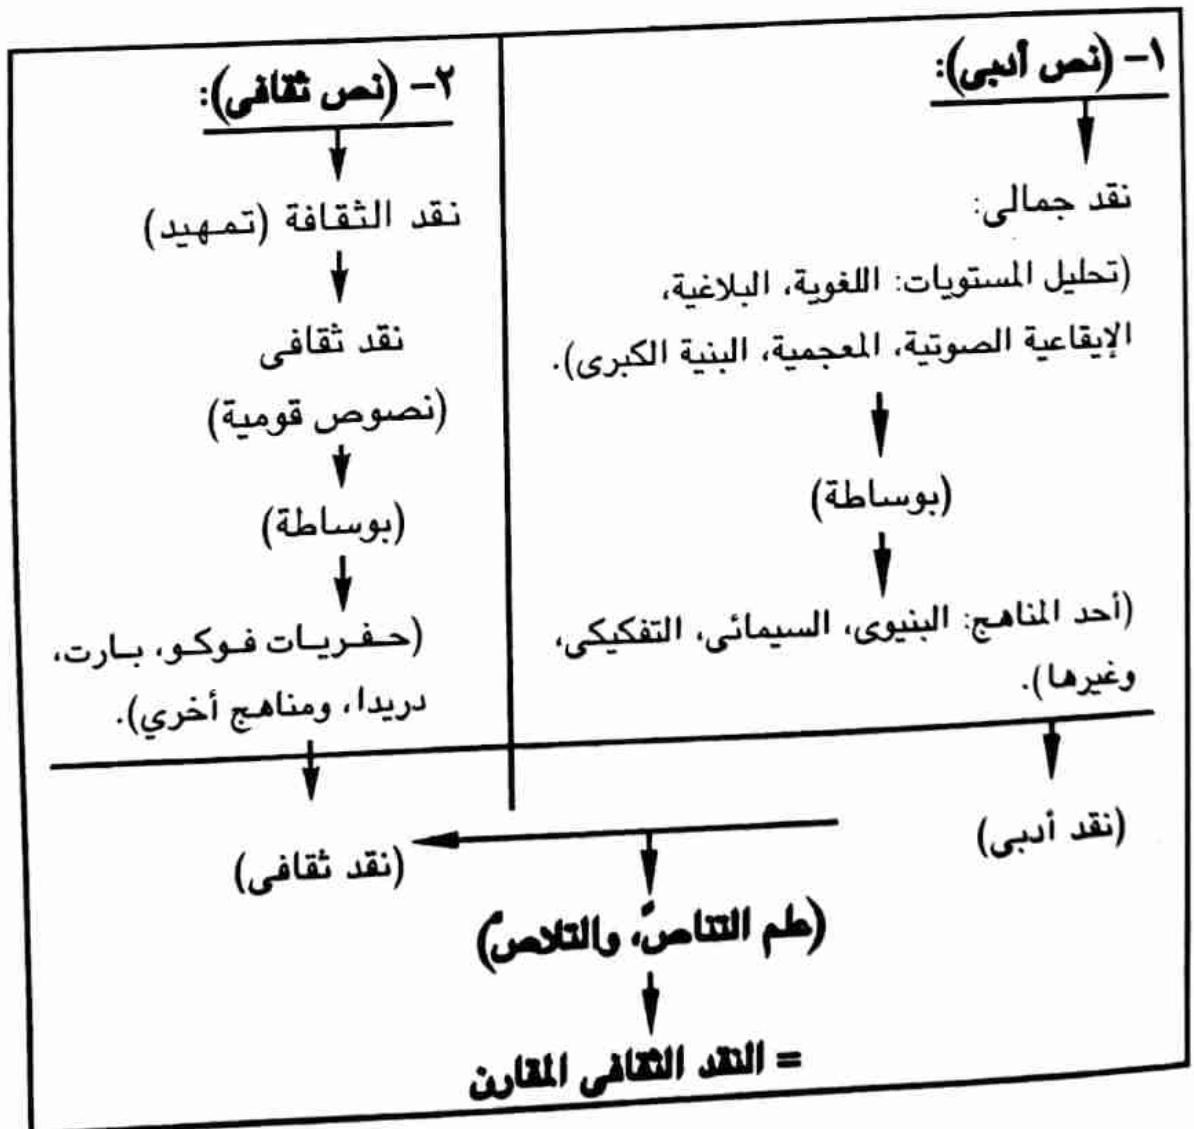 ١– (نص أدبى):
نقد جمالى:
(تحليل المستويات: اللغوية، البلاغية،
الإيقاعية الصوتية، المعجمية، البنية الكبرى).
(بوساطة)
(أحد المناهج: البنيوى، السيمائى، التفكيكى،
وغيرها).
(نقد أدبى)
٢– (نص ثقافى):
نقد الثقافة (تمهيد)
نقد ثقافى
(نصوص قومية)
(بوساطة)
(حفريات فوكو، بارت،
دريدا، ومناهج أخري).
(نقد ثقافى)
(علم التناصّ، والتلاصّ)
= النقد الثقافى المقارن